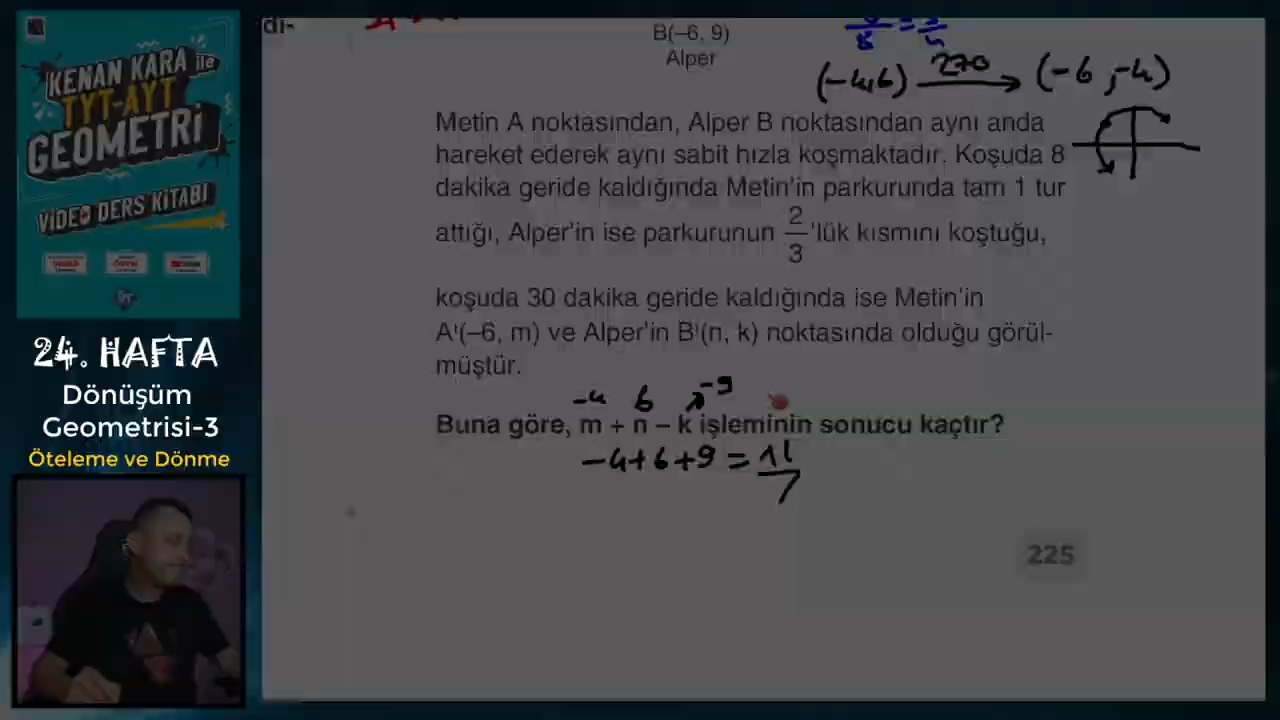 KENAN KARA ile
TYT-AYT
GEOMETRİ
VİDEO DERS KİTABI
24. HAFTA
Dönüşüm
Geometrisi-3
Öteleme ve Dönme
di-
B(–6, 9)
Alper
(-4,6) 270 (-6,-4)
Metin A noktasından, Alper B noktasından aynı anda
hareket ederek aynı sabit hızla koşmaktadır. Koşuda 8
dakika geride kaldığında Metin'in parkurunda tam 1 tur
attığı, Alper'in ise parkurunun 2/3 'lük kısmını koştuğu,
koşuda 30 dakika geride kaldığında ise Metin'in
A'(–6, m) ve Alper'in B'(n, k) noktasında olduğu görül-
müştür.
-4 6 -9
Buna göre, m + n – k işleminin sonucu kaçtır?
-4+6+9=11
225